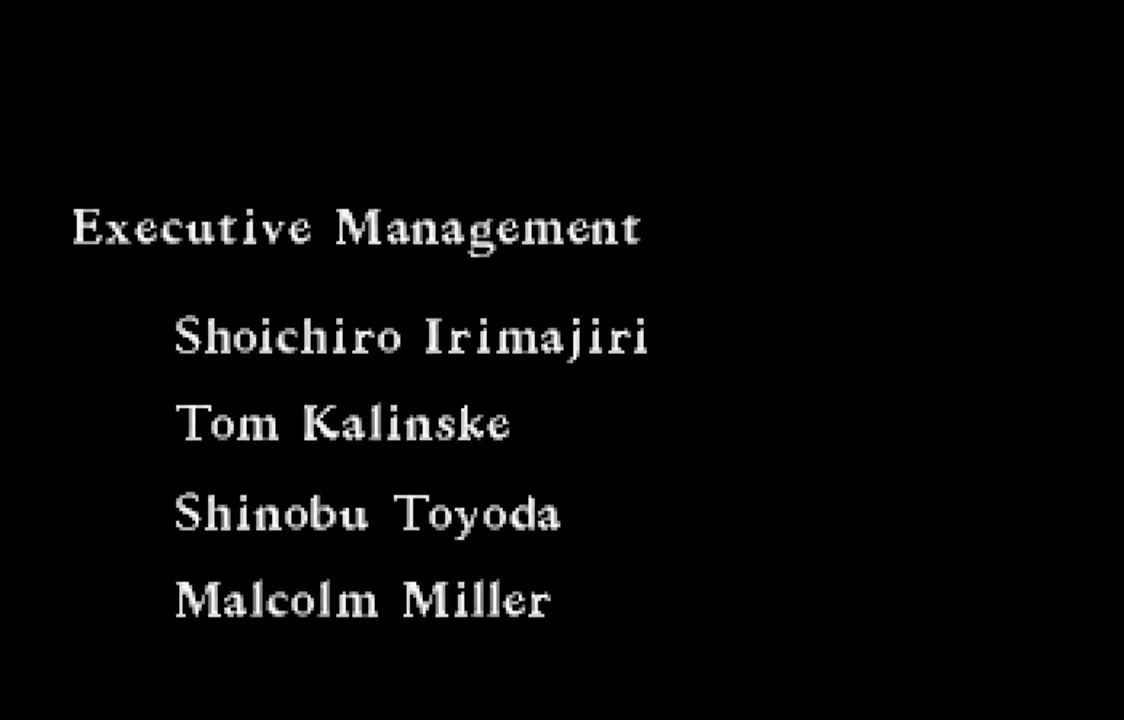 Executive Management
Shoichiro Irimajiri
Tom Kalinske
Shinobu Toyoda
Malcolm Miller